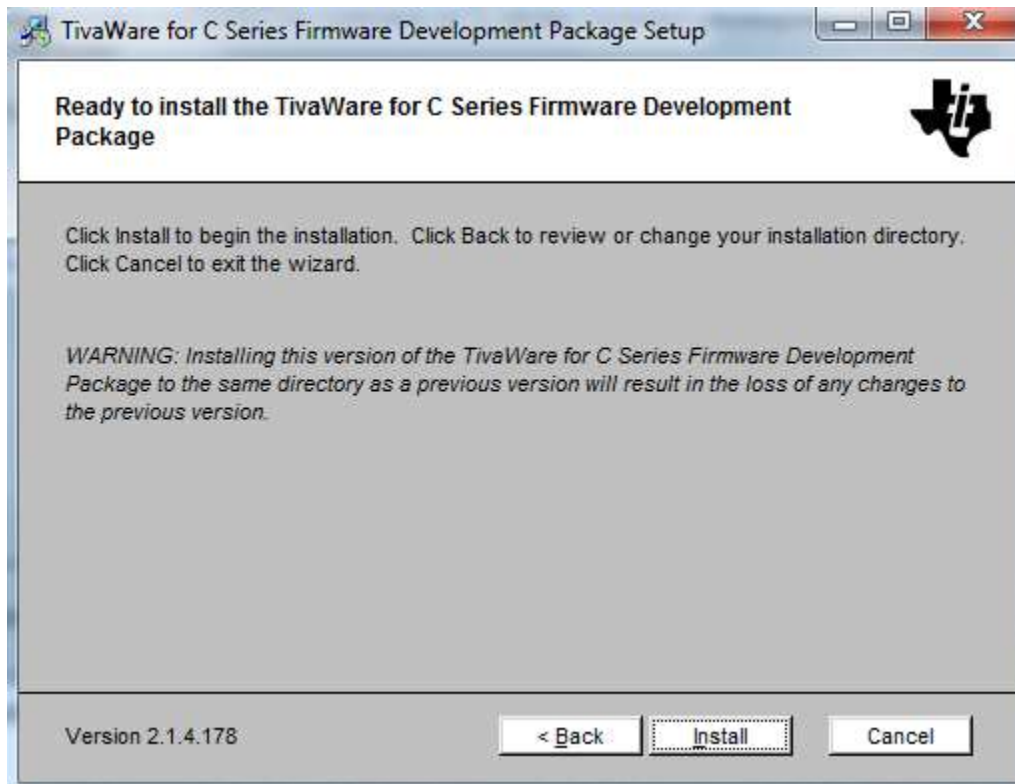 TivaWare for C Series Firmware Development Package Setup
Ready to install the TivaWare for C Series Firmware Development
Package
Click Install to begin the installation.  Click Back to review or change your installation directory.
Click Cancel to exit the wizard.
WARNING: Installing this version of the TivaWare for C Series Firmware Development
Package to the same directory as a previous version will result in the loss of any changes to
the previous version.
Version 2.1.4.178
< Back
Install
Cancel